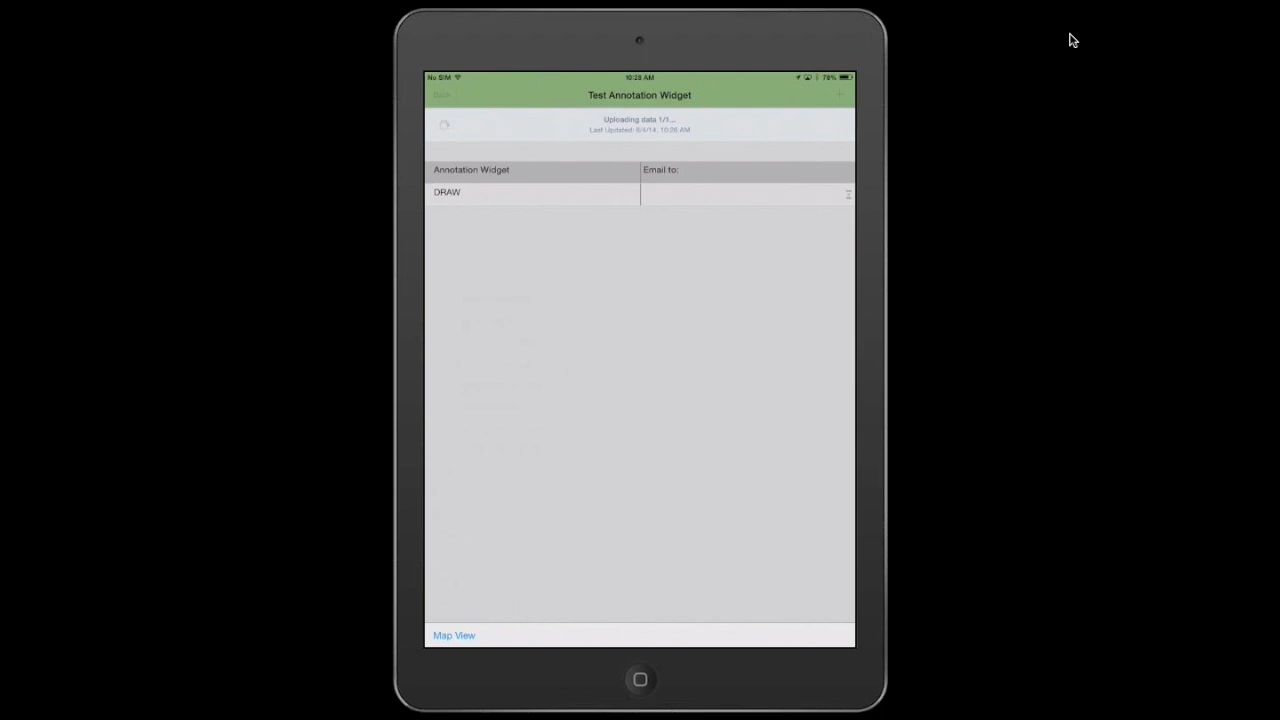 No SIM 10:28 AM 78%
Back Test Annotation Widget +
Uploading data 1/1...
Last Updated: 6/4/14, 10:28 AM
Annotation Widget Email to:
DRAW
Map View